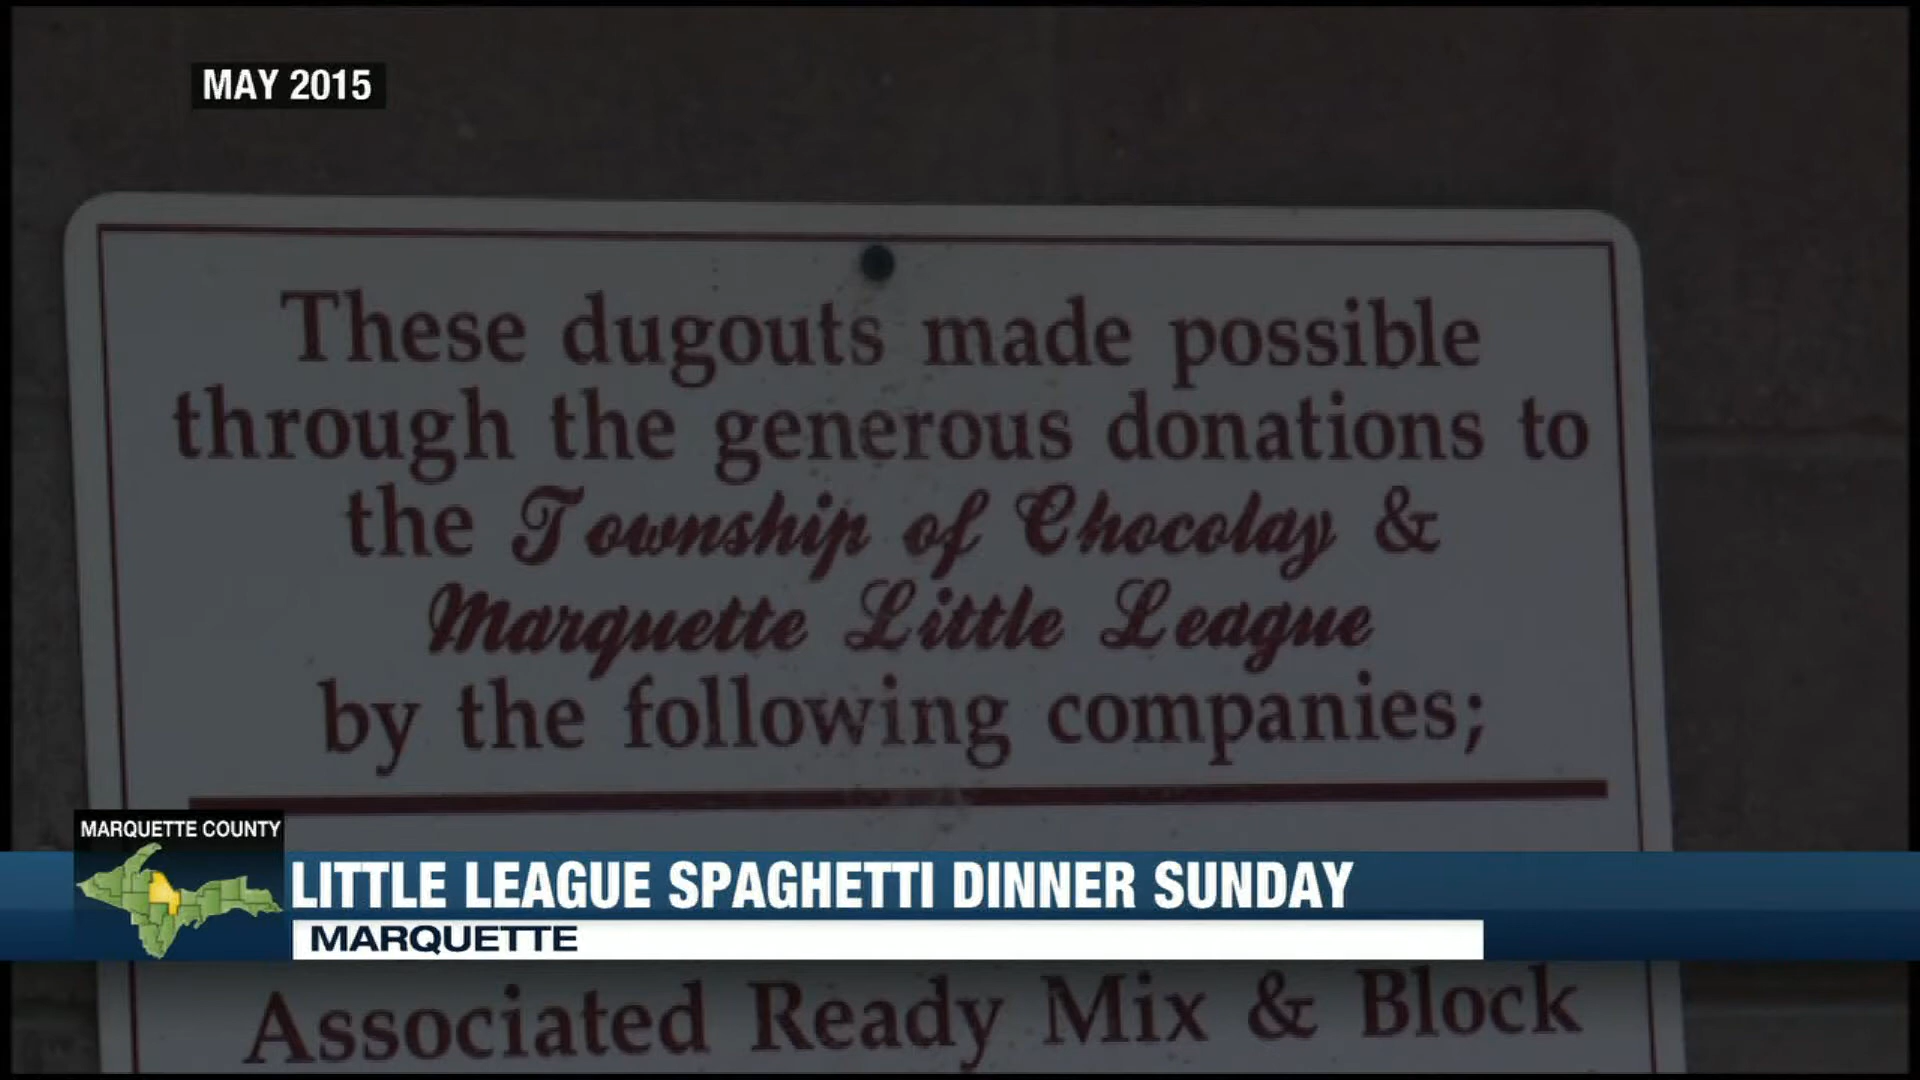 MAY 2015
These dugouts made possible
through the generous donations to
the Township of Chocolay &
Marquette Little League
by the following companies;
MARQUETTE COUNTY
LITTLE LEAGUE SPAGHETTI DINNER SUNDAY
MARQUETTE
Associated Ready Mix & Block